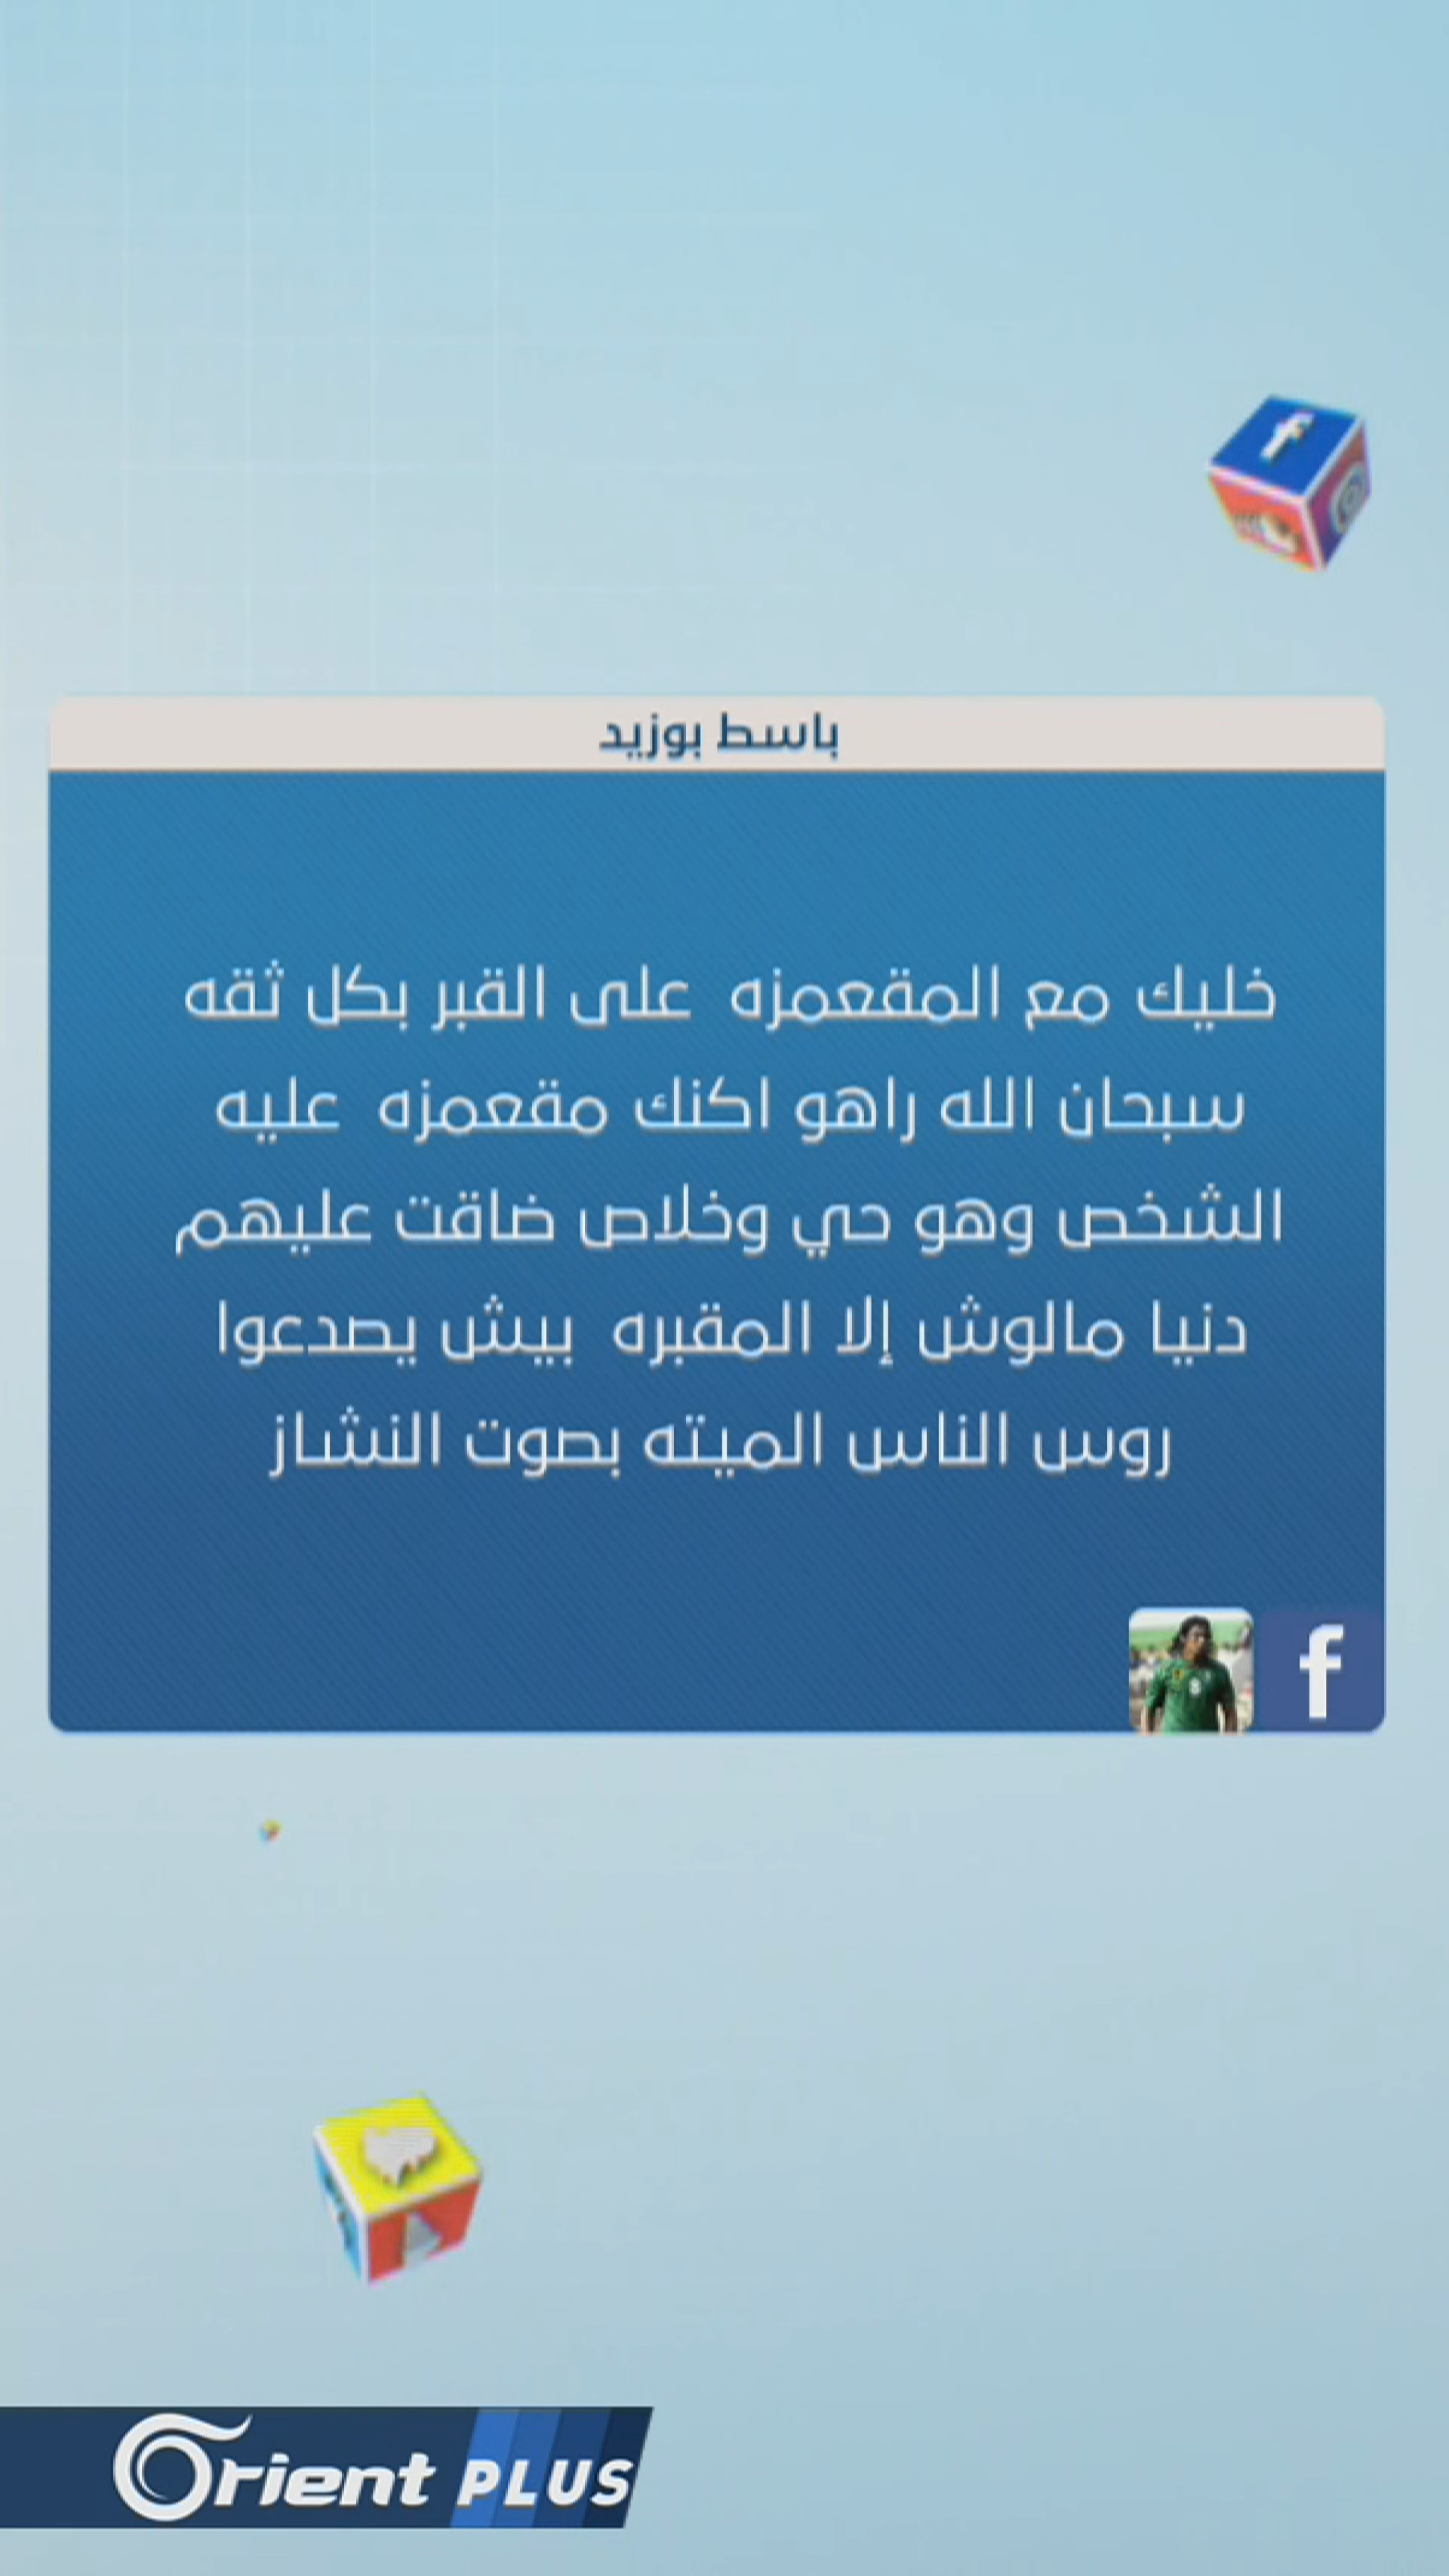 باسط بوزيد
خليك مع المقعمزه على القبر بكل ثقه
سبحان الله راهو اكنك مقعمزه عليه
الشخص وهو حي وخلاص ضاقت عليهم
دنيا مالوش إلا المقبره بيش يصدعوا
روس الناس الميته بصوت النشاز
f
f
Orient PLUS